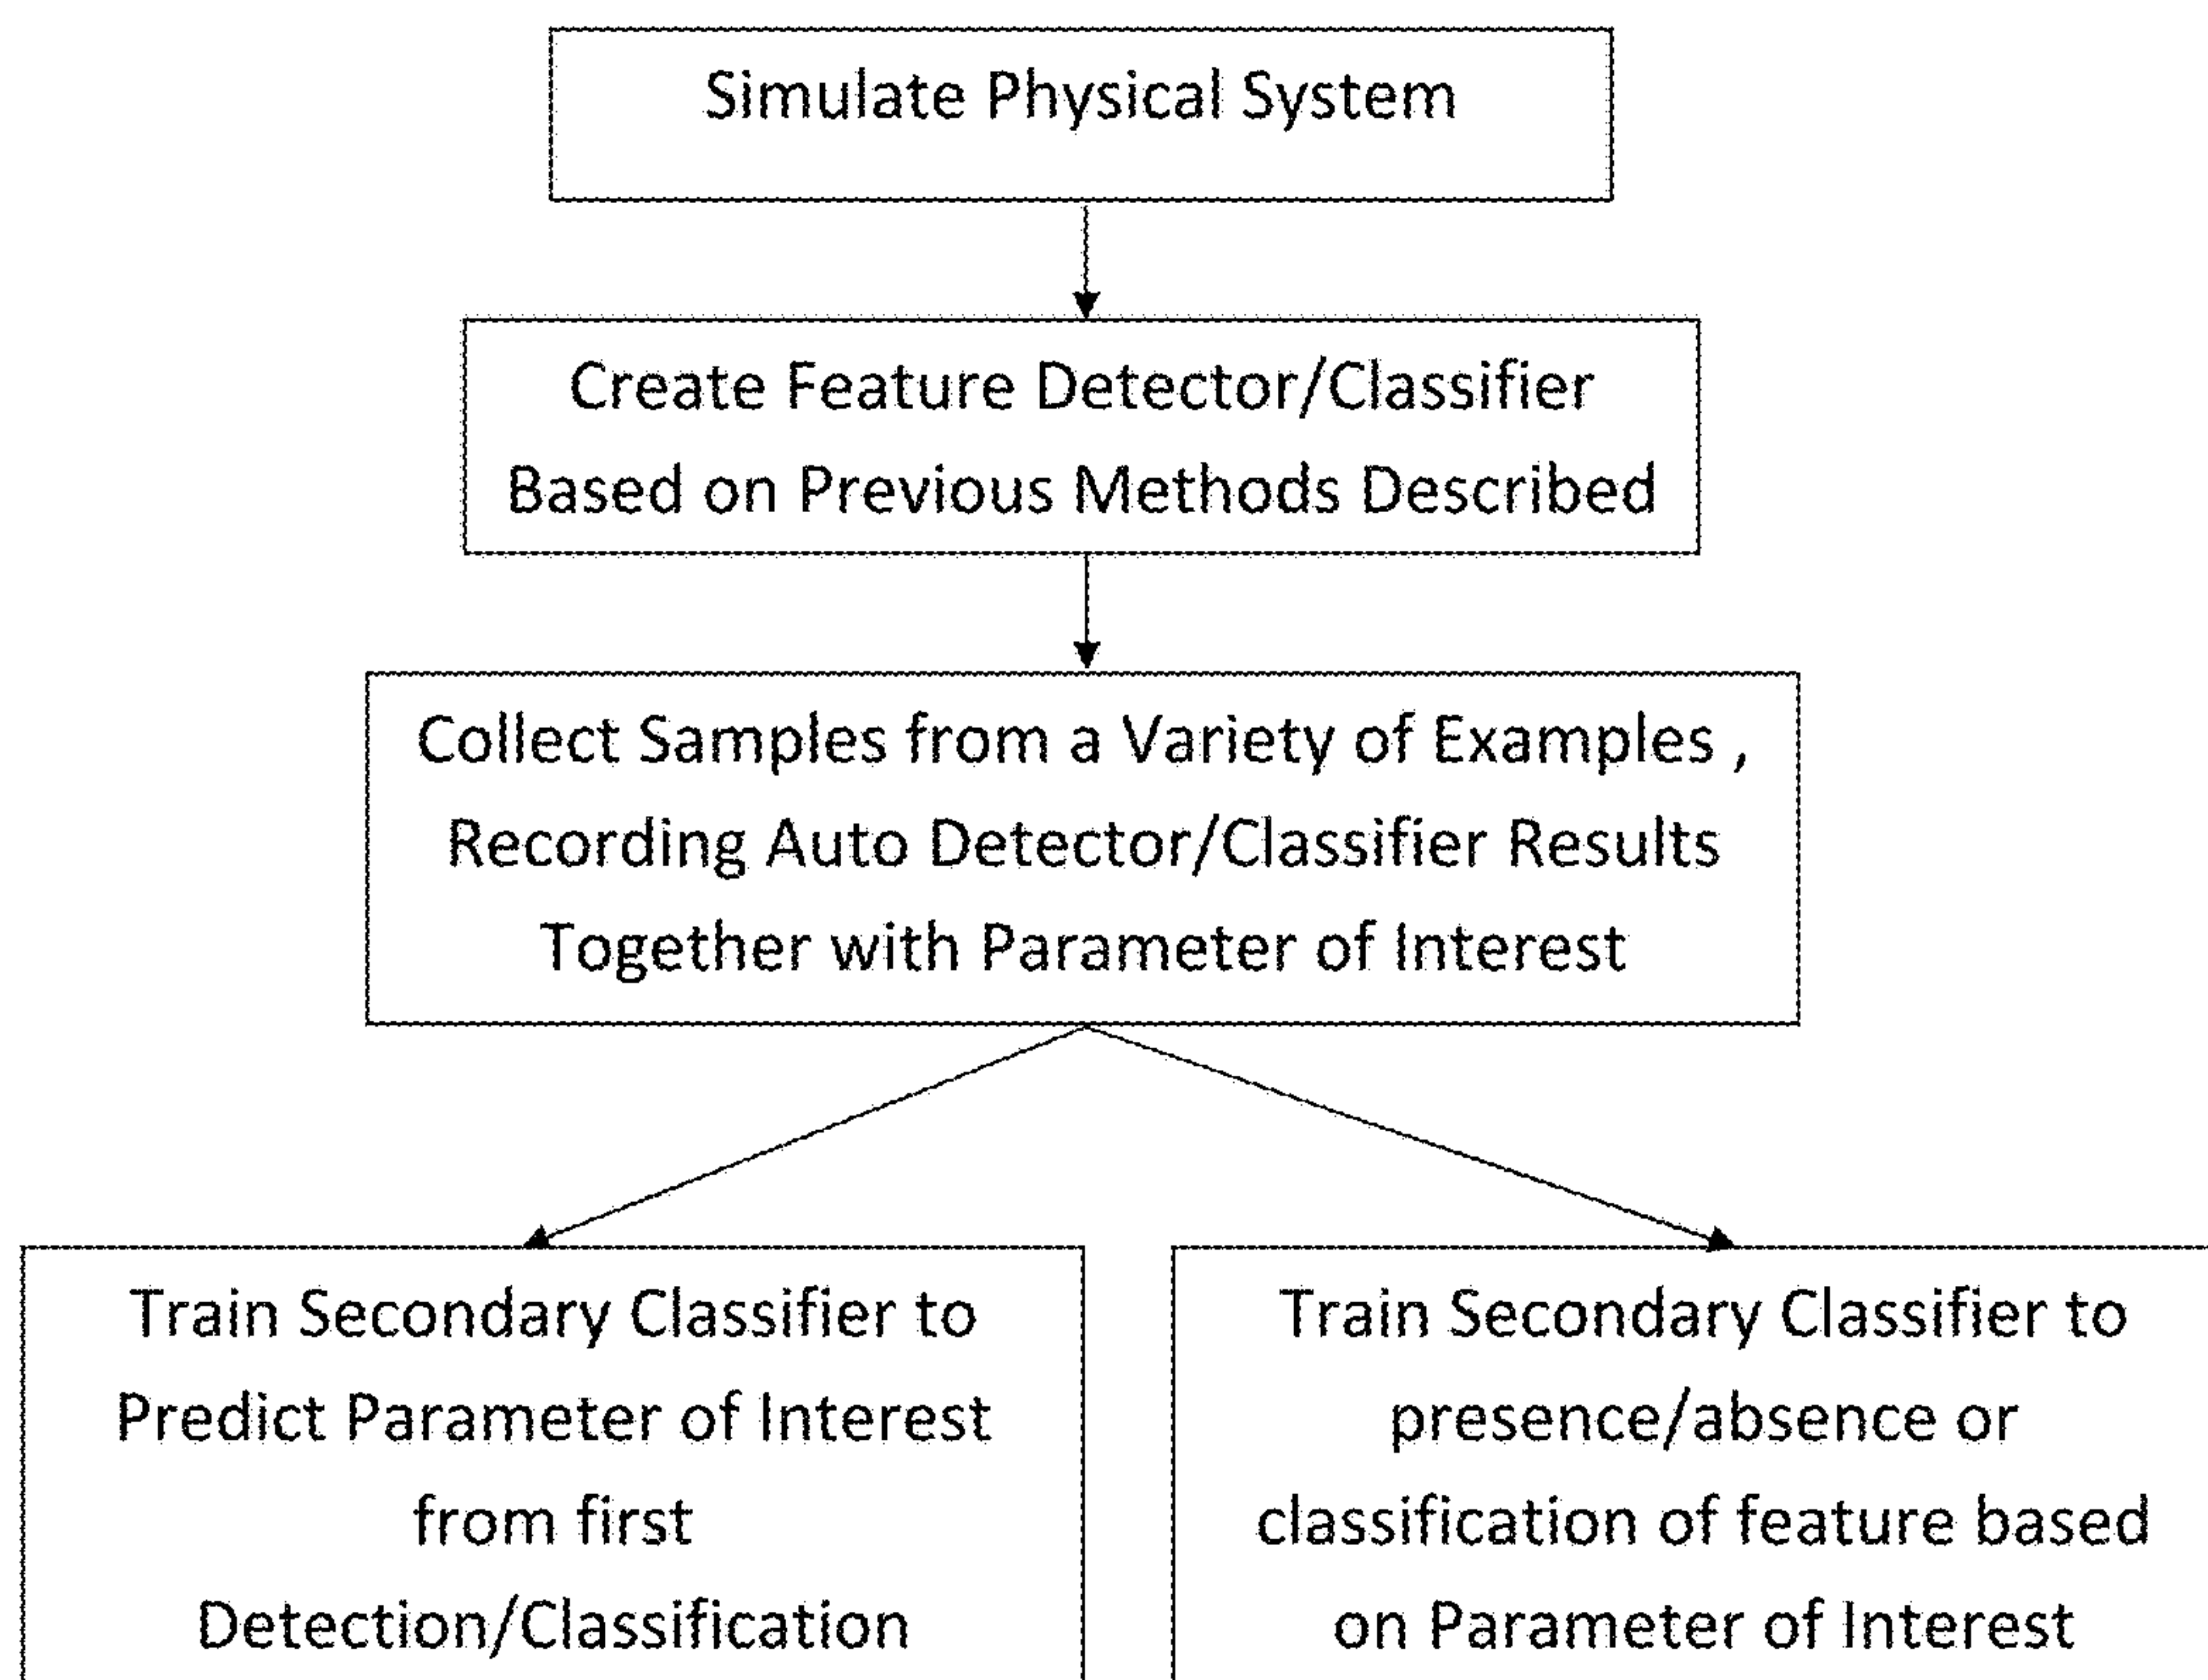 Simulate Physical System
Create Feature Detector/Classifier
Based on Previous Methods Described
Collect Samples from a Variety of Examples ,
Recording Auto Detector/Classifier Results
Together with Parameter of Interest
Train Secondary Classifier to
Predict Parameter of Interest
from first
Detection/Classification
Train Secondary Classifier to
presence/absence or
classification of feature based
on Parameter of Interest